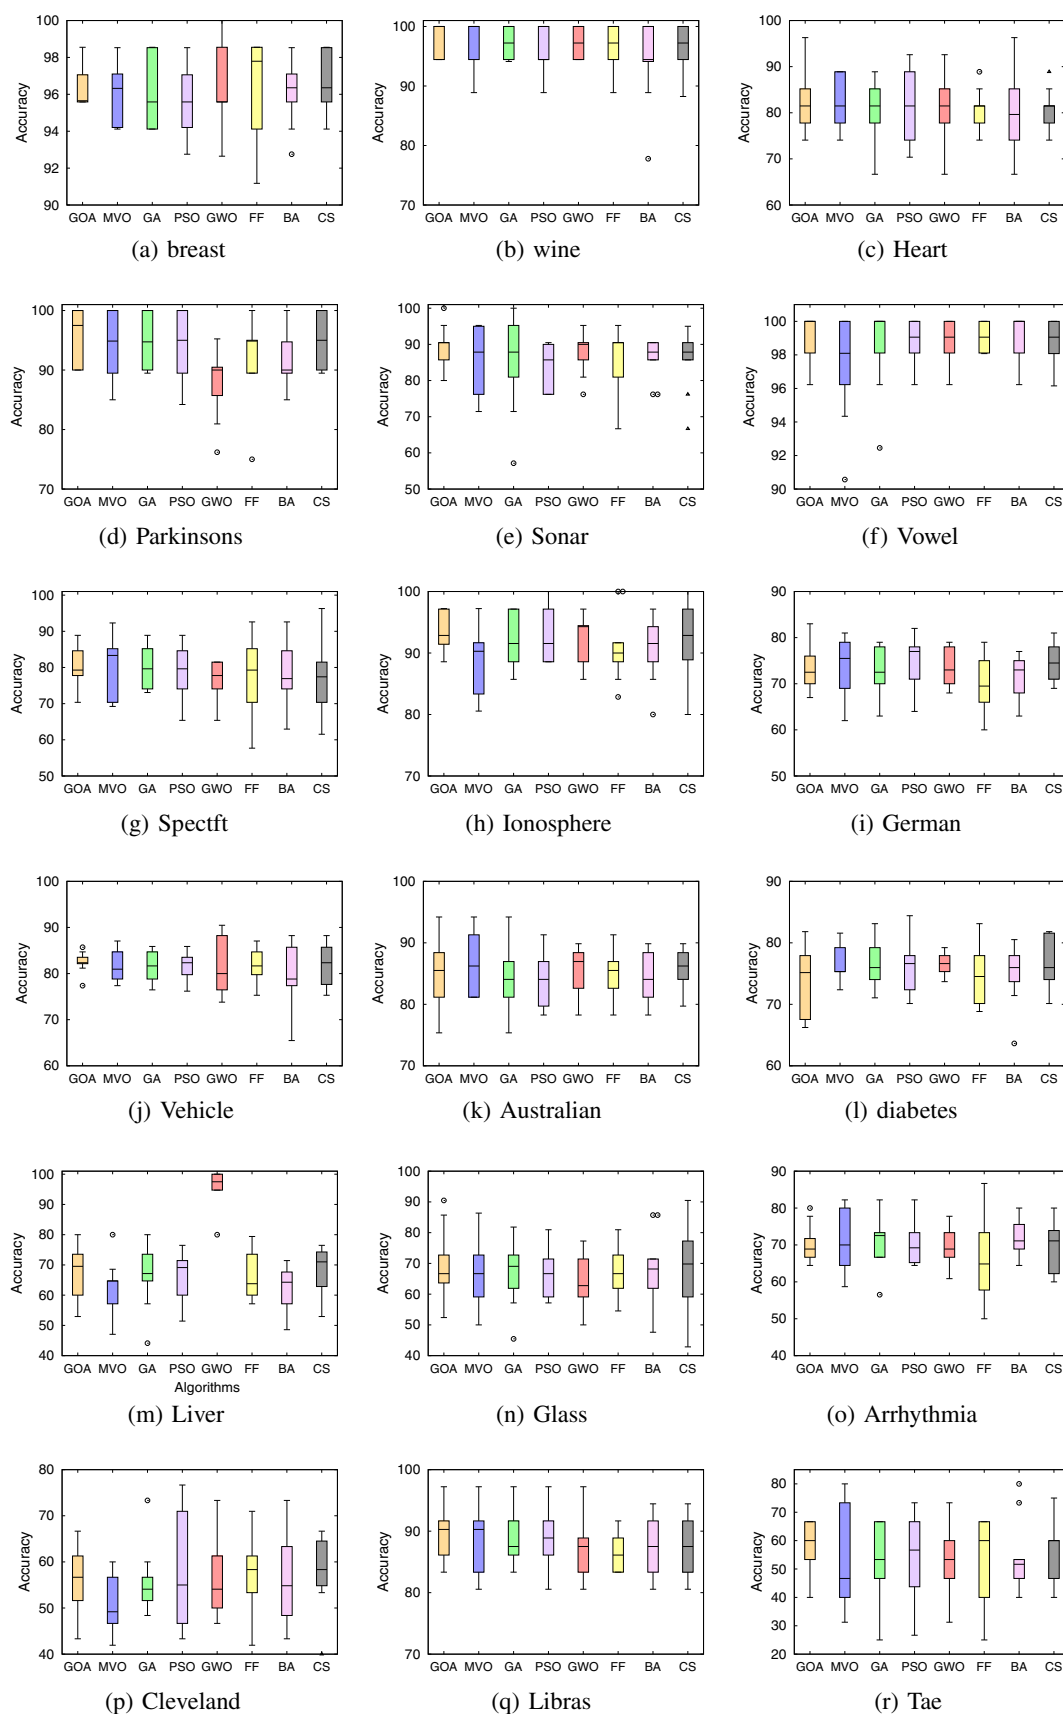 100
98
96
94
92
90
Accuracy
GOA MVO GA PSO GWO FF BA CS
(a) breast
100
90
80
70
Accuracy
GOA MVO GA PSO GWO FF BA CS
(b) wine
100
90
80
70
60
Accuracy
GOA MVO GA PSO GWO FF BA CS
(c) Heart
100
90
80
70
Accuracy
GOA MVO GA PSO GWO FF BA CS
(d) Parkinsons
100
90
80
70
60
50
Accuracy
GOA MVO GA PSO GWO FF BA CS
(e) Sonar
100
98
96
94
92
90
Accuracy
GOA MVO GA PSO GWO FF BA CS
(f) Vowel
100
90
80
70
60
50
Accuracy
GOA MVO GA PSO GWO FF BA CS
(g) Spectft
100
90
80
70
Accuracy
GOA MVO GA PSO GWO FF BA CS
(h) Ionosphere
90
80
70
60
50
Accuracy
GOA MVO GA PSO GWO FF BA CS
(i) German
100
90
80
70
60
Accuracy
GOA MVO GA PSO GWO FF BA CS
(j) Vehicle
100
90
80
70
Accuracy
GOA MVO GA PSO GWO FF BA CS
(k) Australian
90
80
70
60
Accuracy
GOA MVO GA PSO GWO FF BA CS
(l) diabetes
100
90
80
70
60
50
40
Accuracy
GOA MVO GA PSO GWO FF BA CS
Algorithms
(m) Liver
100
90
80
70
60
50
40
Accuracy
GOA MVO GA PSO GWO FF BA CS
(n) Glass
90
80
70
60
50
40
Accuracy
GOA MVO GA PSO GWO FF BA CS
(o) Arrhythmia
80
70
60
50
40
Accuracy
GOA MVO GA PSO GWO FF BA CS
(p) Cleveland
100
90
80
70
Accuracy
GOA MVO GA PSO GWO FF BA CS
(q) Libras
80
70
60
50
40
30
20
Accuracy
GOA MVO GA PSO GWO FF BA CS
(r) Tae